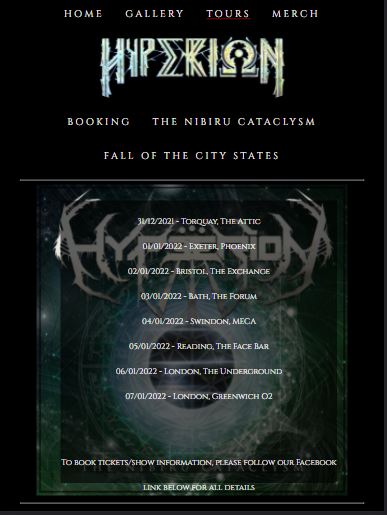 HOME GALLERY TOURS MERCH
HYPERION
BOOKING THE NIBIRU CATACLYSM
FALL OF THE CITY STATES
HYPERION
31/12/2021 - Torquay, The Attic
01/01/2022 - Exeter, Phoenix
02/01/2022 - Bristol, The Exchange
03/01/2022 - Bath, The Forum
04/01/2022 - Swindon, MECA
05/01/2022 - Reading, The Face Bar
06/01/2022 - London, The Underground
07/01/2022 - London, Greenwich O2
To book tickets/show information, please follow our Facebook
THE NIBIRU CATACLYSM
link below for all details